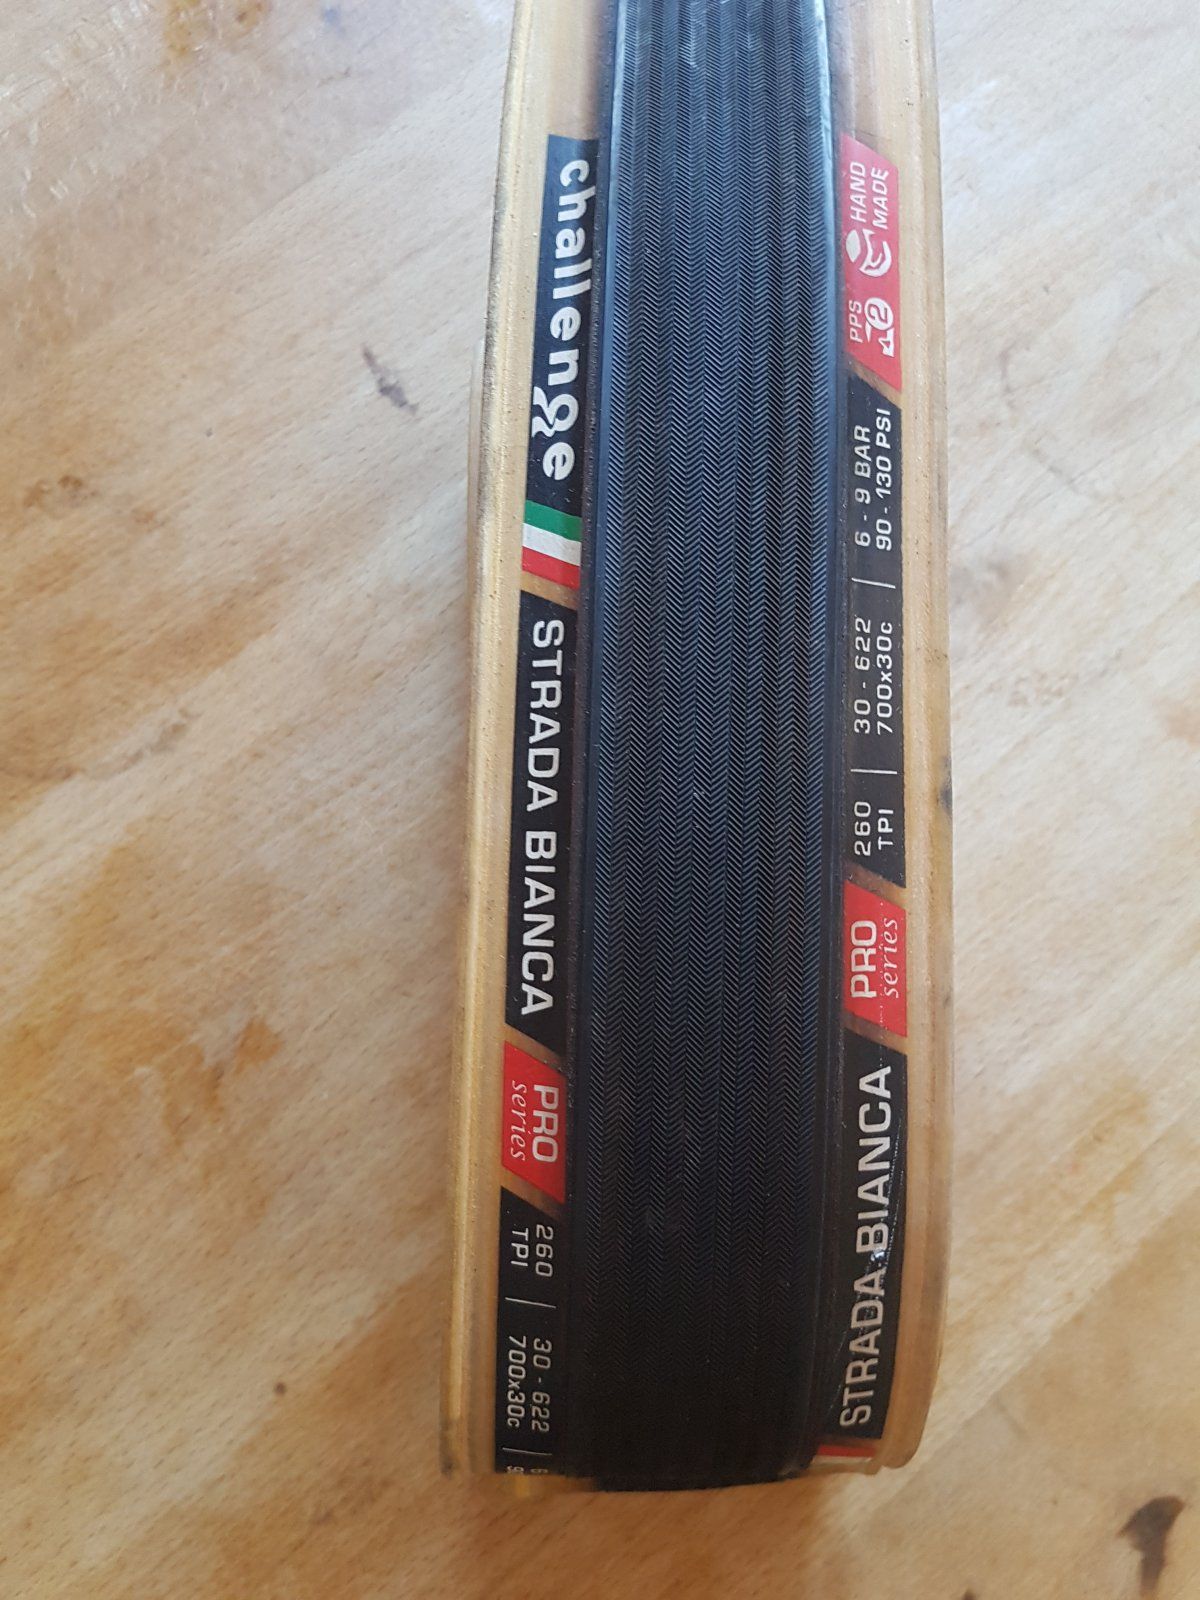 challenge
STRADA BIANCA
PRO
series
260
TPI
30 - 622
700x30c
STRADA BIANCA
PRO
series
260
TPI
30 - 622
700x30c
6 - 9 BAR
90 - 130 PSI
PPS
2
HAND
MADE